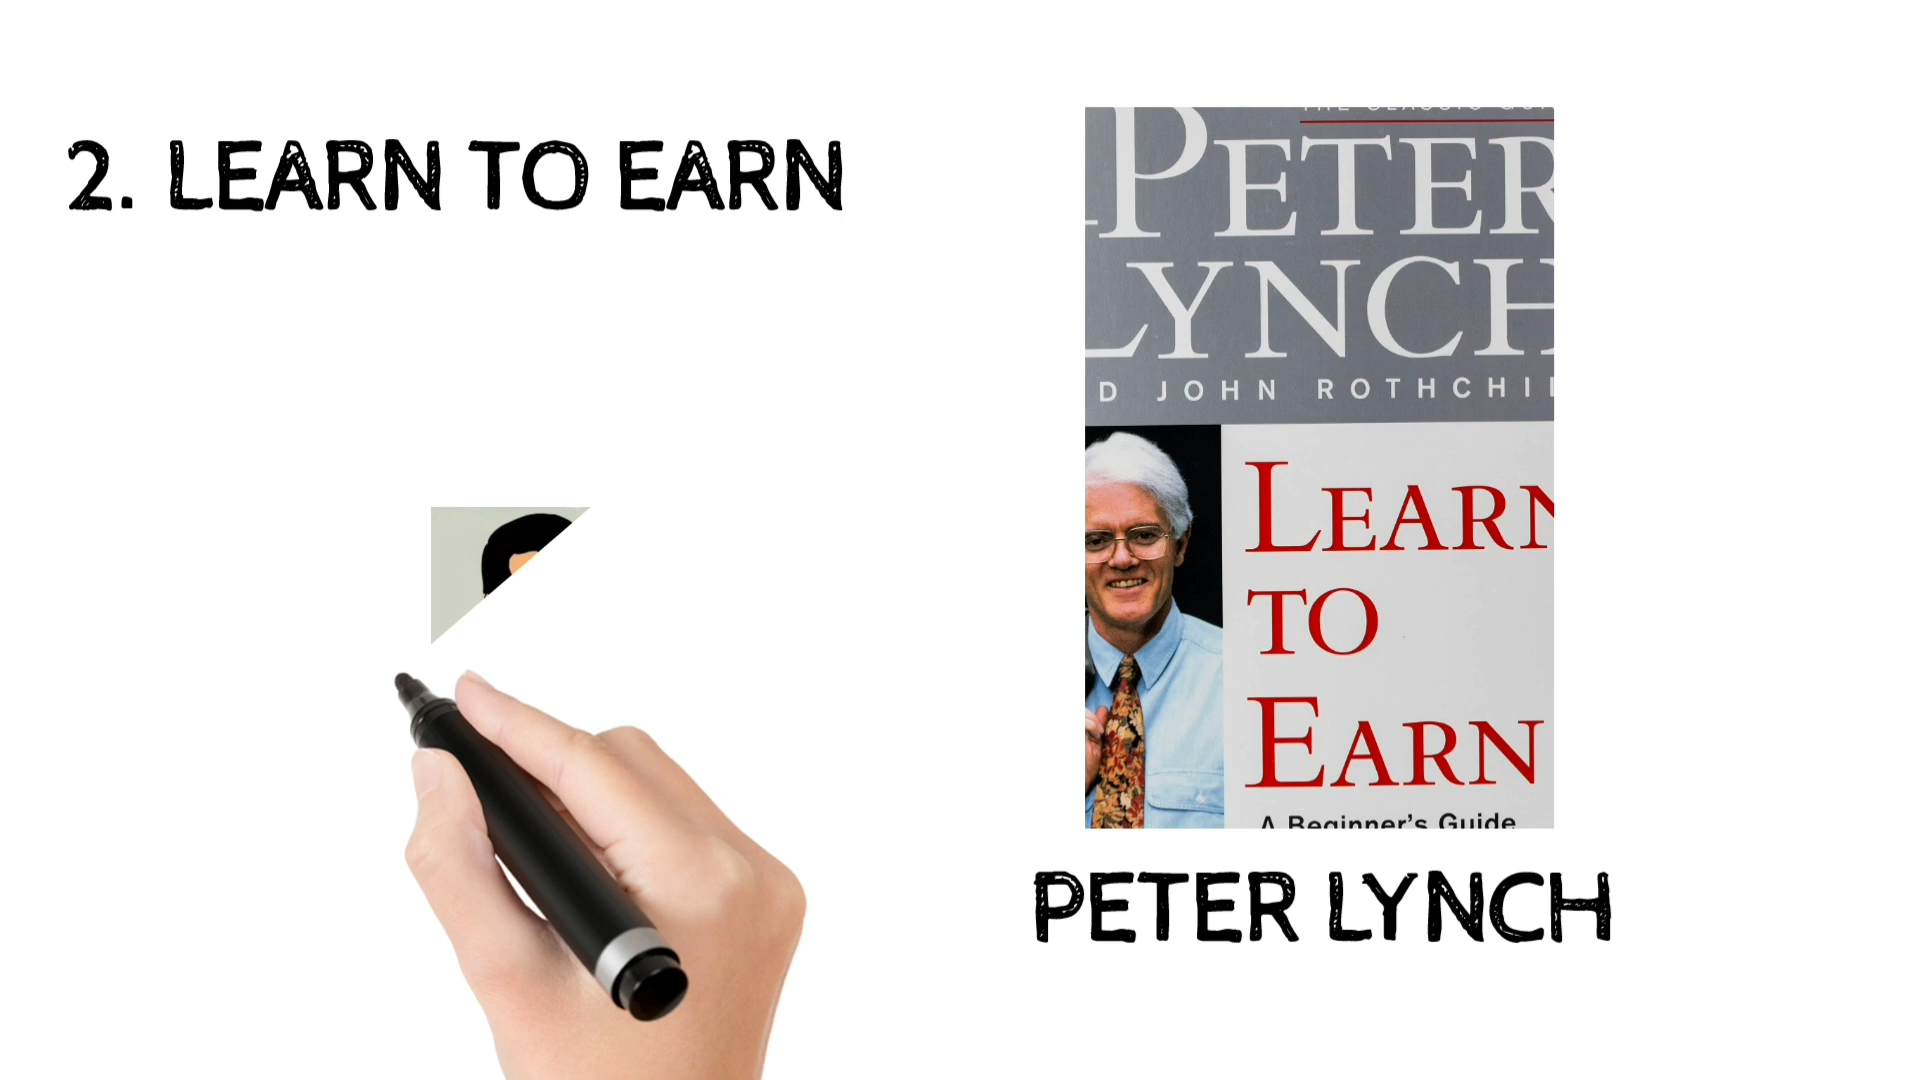 2. LEARN TO EARN
PETER
LYNCH
D JOHN ROTHCHI
LEARN
TO
EARN
A Beginner's Guide
PETER LYNCH